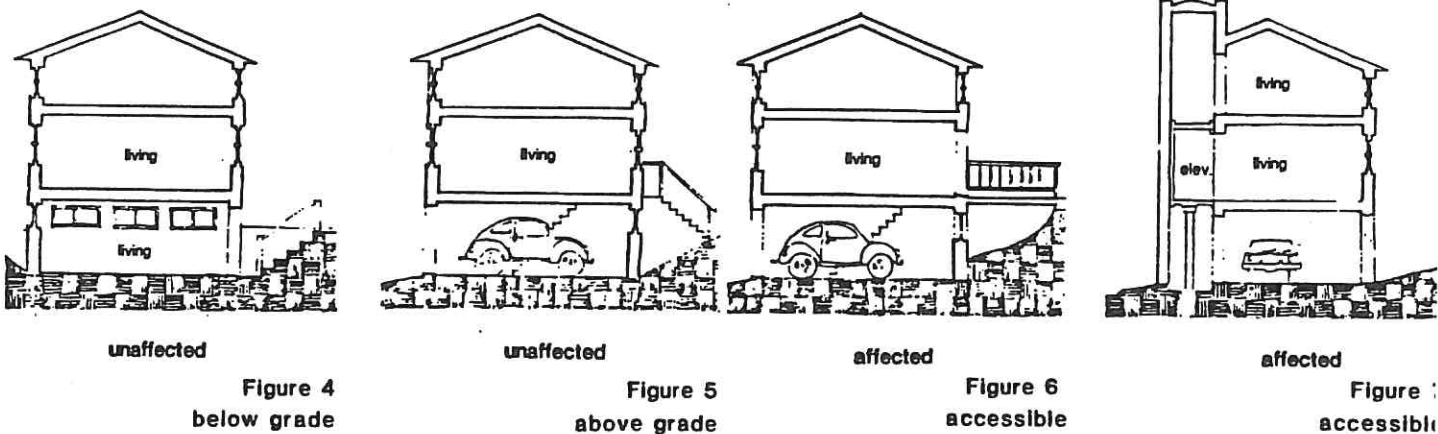 living
living
unaffected
Figure 4
below grade
living
unaffected
Figure 5
above grade
living
affected
Figure 6
accessible
living
elev.
living
affected
Figure